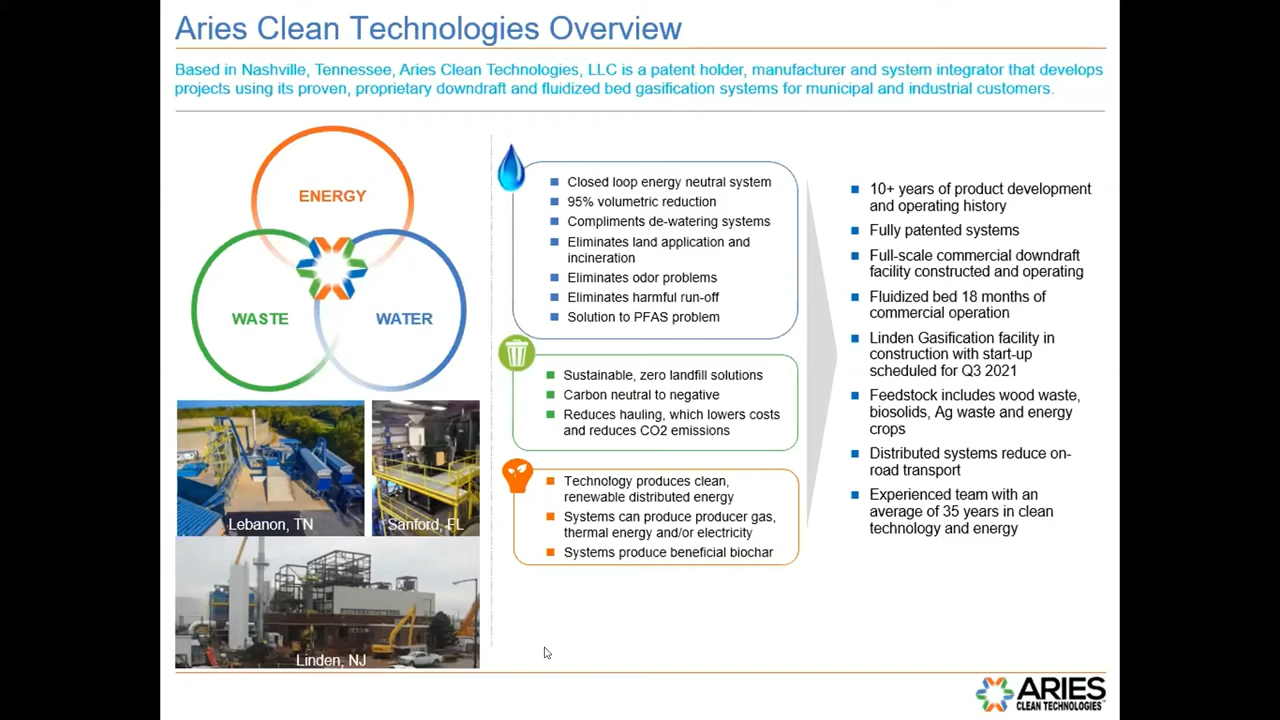 Aries Clean Technologies Overview
Based in Nashville, Tennessee, Aries Clean Technologies, LLC is a patent holder, manufacturer and system integrator that develops
projects using its proven, proprietary downdraft and fluidized bed gasification systems for municipal and industrial customers.
ENERGY
WASTE
WATER
Lebanon, TN
Sanford, FL
Linden, NJ
Closed loop energy neutral system
95% volumetric reduction
Compliments de-watering systems
Eliminates land application and
incineration
Eliminates odor problems
Eliminates harmful run-off
Solution to PFAS problem
Sustainable, zero landfill solutions
Carbon neutral to negative
Reduces hauling, which lowers costs
and reduces CO2 emissions
Technology produces clean,
renewable distributed energy
Systems can produce producer gas,
thermal energy and/or electricity
Systems produce beneficial biochar
10+ years of product development
and operating history
Fully patented systems
Full-scale commercial downdraft
facility constructed and operating
Fluidized bed 18 months of
commercial operation
Linden Gasification facility in
construction with start-up
scheduled for Q3 2021
Feedstock includes wood waste,
biosolids, Ag waste and energy
crops
Distributed systems reduce on-
road transport
Experienced team with an
average of 35 years in clean
technology and energy
ARIES
CLEAN TECHNOLOGIES